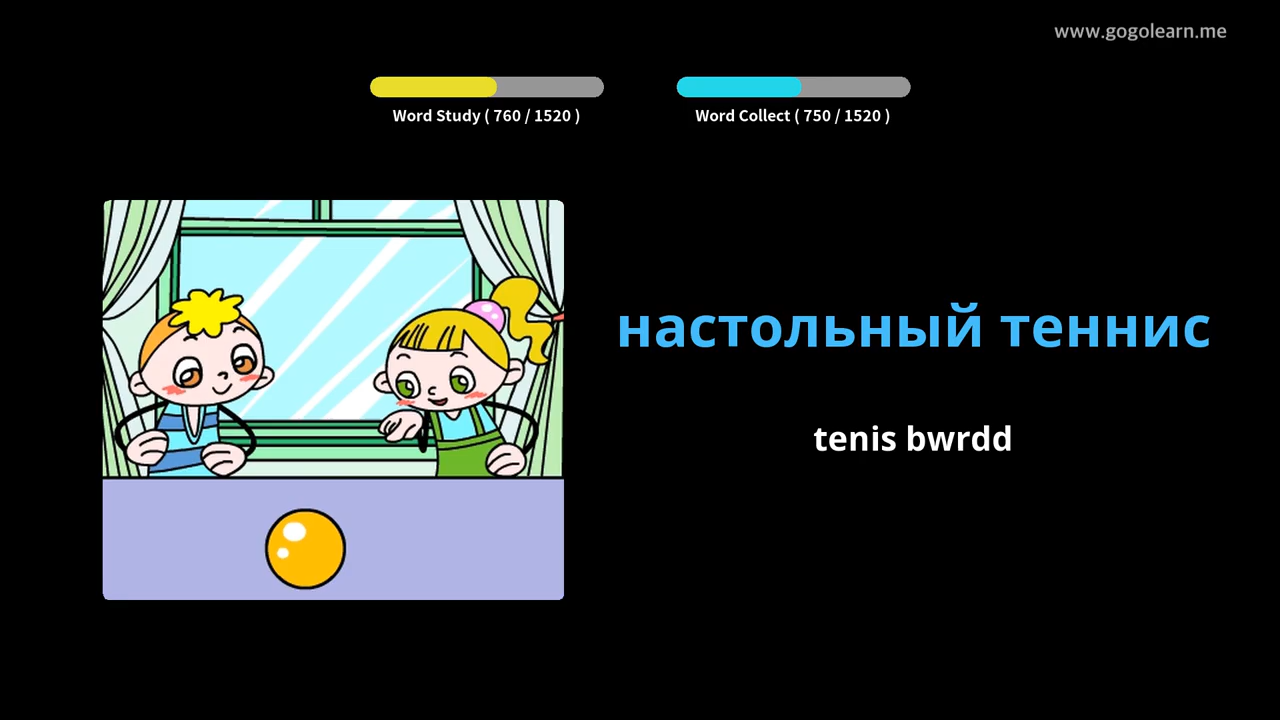 www.gogolearn.me
Word Study ( 760 / 1520 )
Word Collect ( 750 / 1520 )
настольный теннис
tenis bwrdd